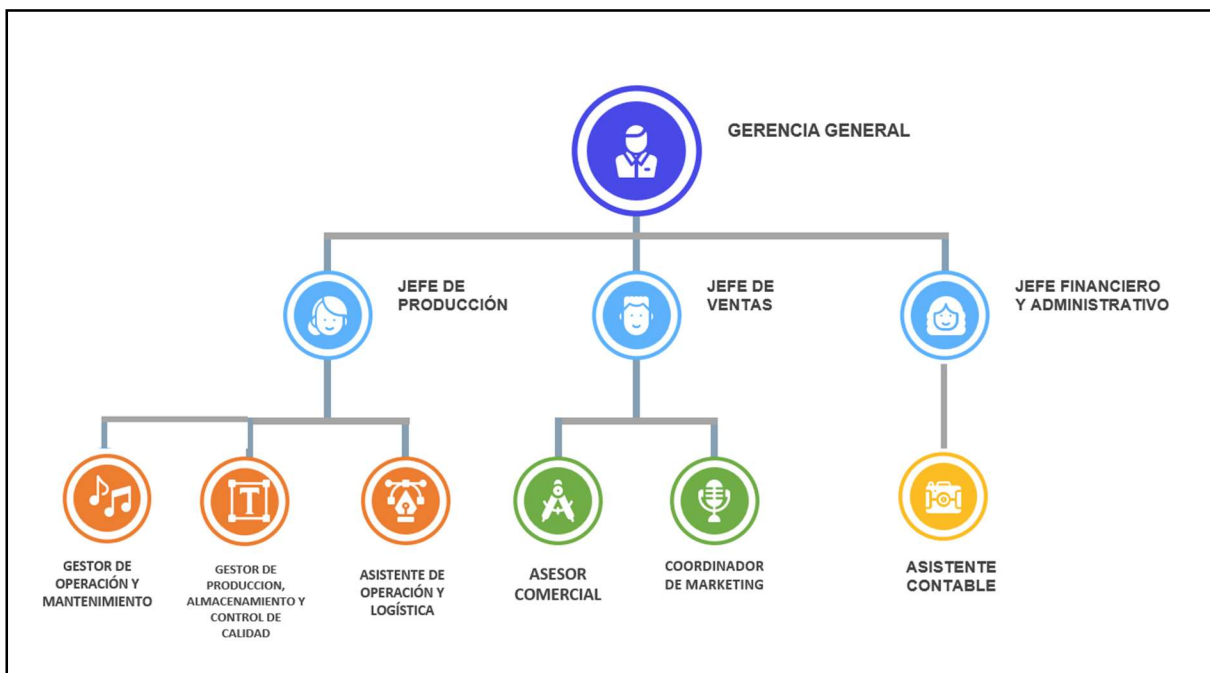 GERENCIA GENERAL
JEFE DE
PRODUCCIÓN
JEFE DE
VENTAS
JEFE FINANCIERO
Y ADMINISTRATIVO
GESTOR DE
OPERACIÓN Y
MANTENIMIENTO
GESTOR DE
PRODUCCION,
ALMACENAMIENTO Y
CONTROL DE
CALIDAD
ASISTENTE DE
OPERACIÓN Y
LOGÍSTICA
ASESOR
COMERCIAL
COORDINADOR
DE MARKETING
ASISTENTE
CONTABLE
T